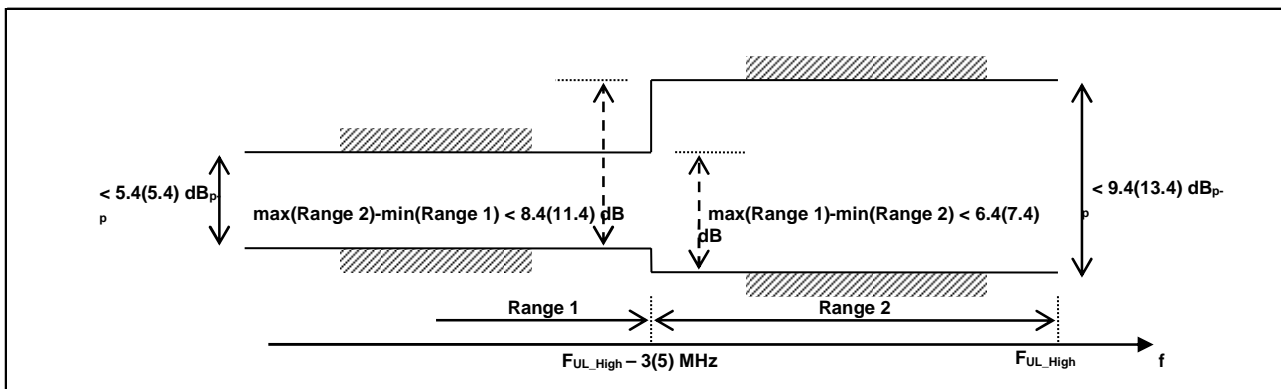 < 5.4(5.4) dBp-
p
max(Range 2)-min(Range 1) < 8.4(11.4) dB
max(Range 1)-min(Range 2) < 6.4(7.4)
dB
< 9.4(13.4) dBp-
p
Range 1
Range 2
FUL_High – 3(5) MHz
FUL_High
f